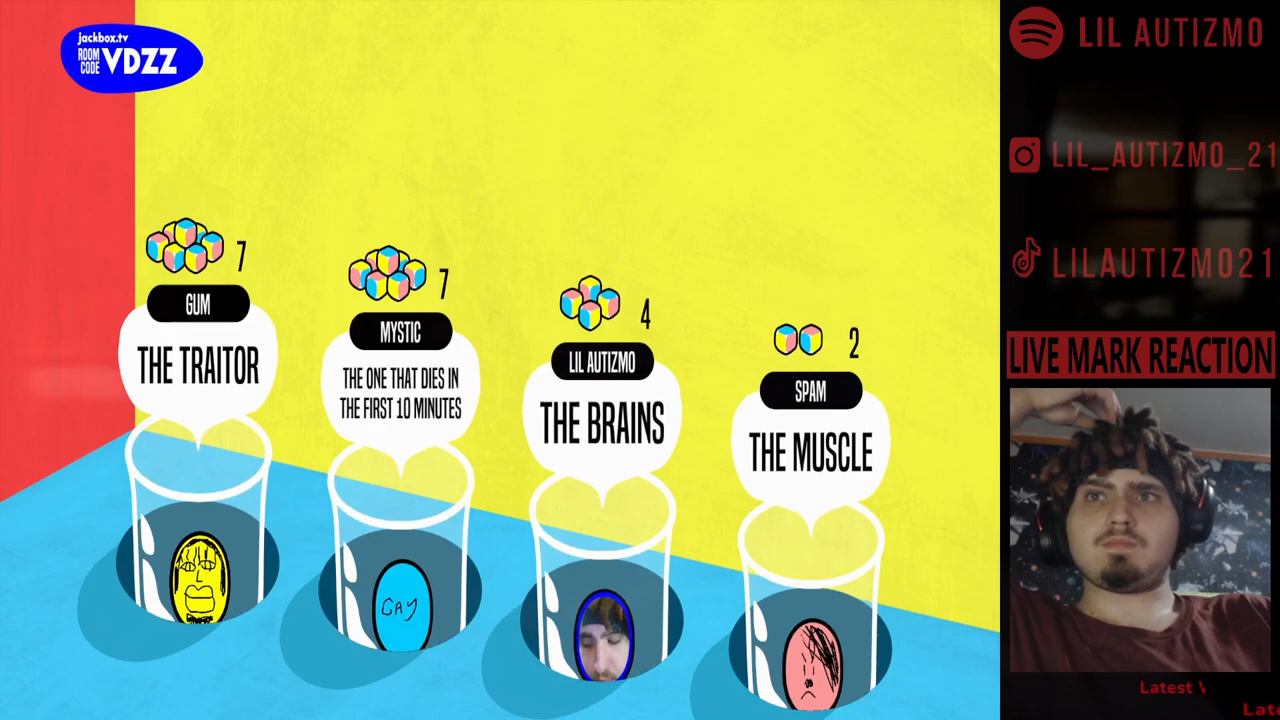 jackbox.tv
ROOM
CODE
VDZZ
7
GUM
THE TRAITOR
7
MYSTIC
THE ONE THAT DIES IN
THE FIRST 10 MINUTES
GAY
4
LIL AUTIZMO
THE BRAINS
2
SPAM
THE MUSCLE
LIL AUTIZMO
LIL_AUTIZMO_21
LILAUTIZMO21
LIVE MARK REACTION
Latest